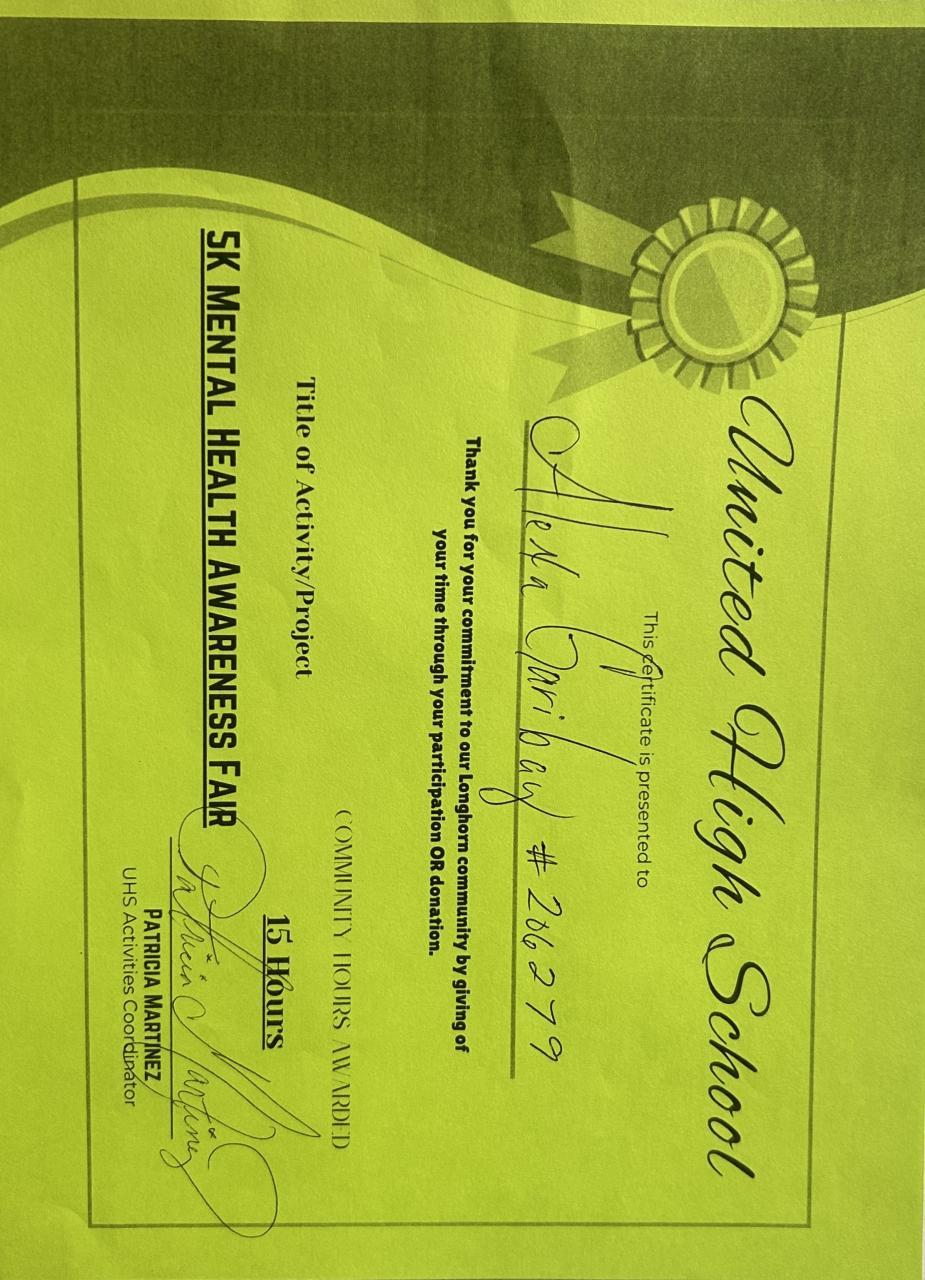 United High School
This certificate is presented to
Alexa Garibay # 206279
Thank you for your commitment to our Longhorn community by giving of
your time through your participation OR donation.
Title of Activity/Project
5K MENTAL HEALTH AWARENESS FAIR
COMMUNITY HOURS AWARDED
15 Hours
Patricia Martinez
PATRICIA MARTINEZ
UHS Activities Coordinator